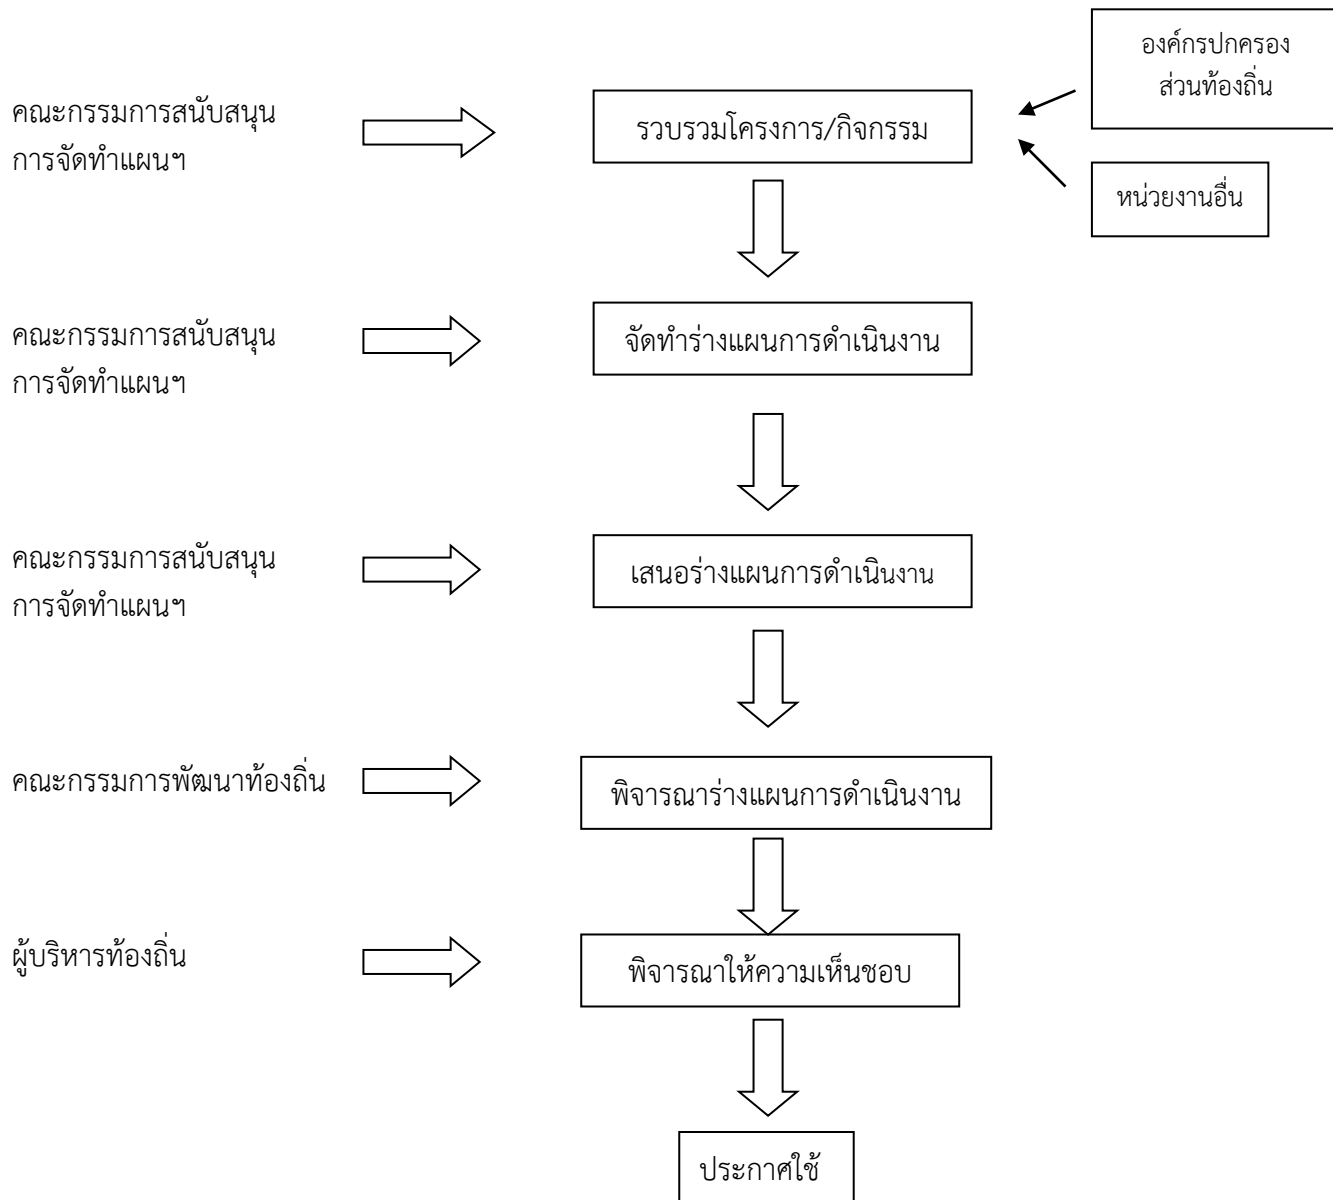 องค์กรปกครอง
ส่วนท้องถิ่น
คณะกรรมการสนับสนุน
การจัดทำแผนฯ
รวบรวมโครงการ/กิจกรรม
หน่วยงานอื่น
คณะกรรมการสนับสนุน
การจัดทำแผนฯ
จัดทำร่างแผนการดำเนินงาน
คณะกรรมการสนับสนุน
การจัดทำแผนฯ
เสนอร่างแผนการดำเนินงาน
คณะกรรมการพัฒนาท้องถิ่น
พิจารณาร่างแผนการดำเนินงาน
ผู้บริหารท้องถิ่น
พิจารณาให้ความเห็นชอบ
ประกาศใช้